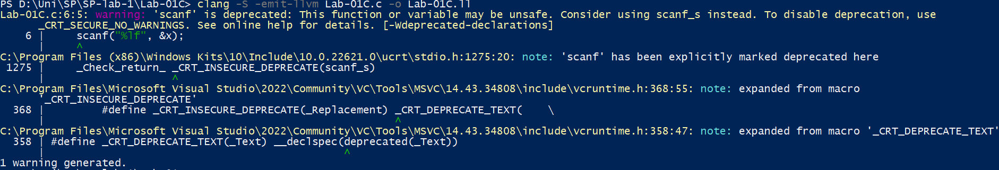 PS D:\Uni\SP\SP-lab-1\Lab-01C> clang -S -emit-llvm Lab-01C.c -o Lab-01C.ll
Lab-01C.c:6:5: warning: 'scanf' is deprecated: This function or variable may be unsafe. Consider using scanf_s instead. To disable deprecation, use
      _CRT_SECURE_NO_WARNINGS. See online help for details. [-Wdeprecated-declarations]
    6 |     scanf("%lf", &x);
      |     ^
C:\Program Files (x86)\Windows Kits\10\Include\10.0.22621.0\ucrt\stdio.h:1275:20: note: 'scanf' has been explicitly marked deprecated here
 1275 |     _Check_return_ _CRT_INSECURE_DEPRECATE(scanf_s)
      |                    ^
C:\Program Files\Microsoft Visual Studio\2022\Community\VC\Tools\MSVC\14.43.34808\include\vcruntime.h:368:55: note: expanded from macro
      '_CRT_INSECURE_DEPRECATE'
  368 |         #define _CRT_INSECURE_DEPRECATE(_Replacement) _CRT_DEPRECATE_TEXT(    \
      |                                                       ^
C:\Program Files\Microsoft Visual Studio\2022\Community\VC\Tools\MSVC\14.43.34808\include\vcruntime.h:358:47: note: expanded from macro '_CRT_DEPRECATE_TEXT'
  358 | #define _CRT_DEPRECATE_TEXT(_Text) __declspec(deprecated(_Text))
      |                                               ^
1 warning generated.